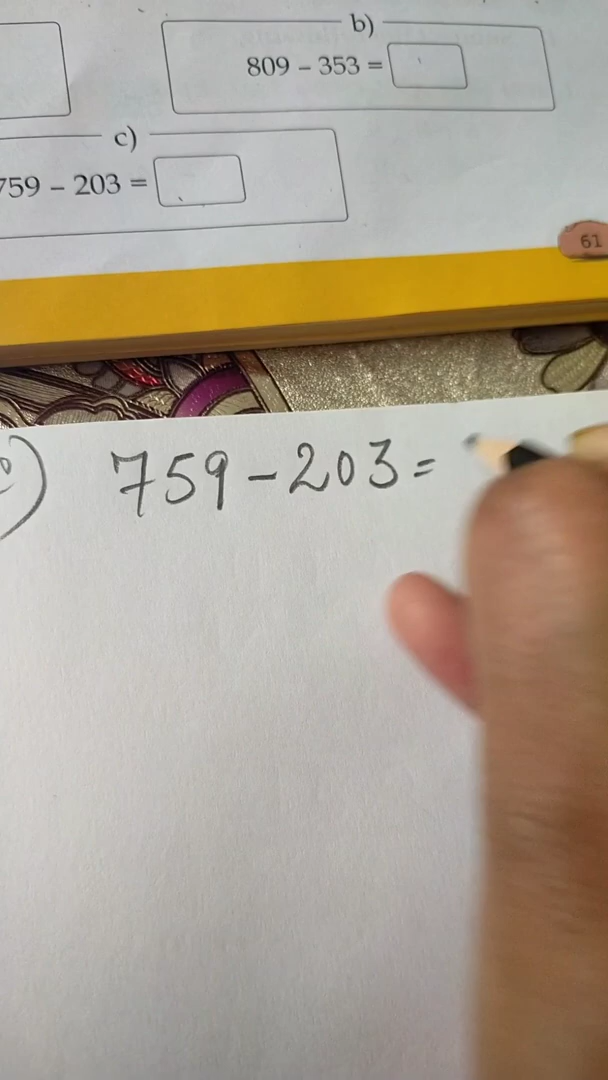 b)
809 – 353 =
c)
759 – 203 =
61
759 - 203 =